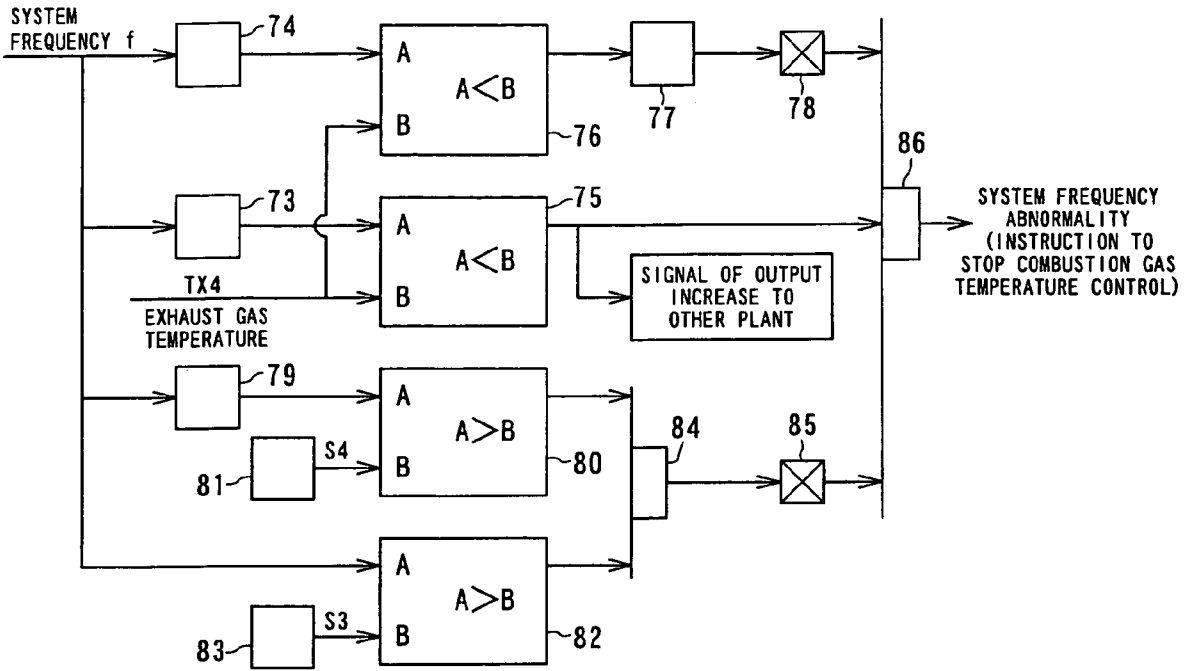 SYSTEM
FREQUENCY f
74
A
A<B
B
76
77
78
86
73
75
A
A<B
B
TX4
EXHAUST GAS
TEMPERATURE
SIGNAL OF OUTPUT
INCREASE TO
OTHER PLANT
SYSTEM FREQUENCY
ABNORMALITY
(INSTRUCTION TO
STOP COMBUSTION GAS
TEMPERATURE CONTROL)
79
A
A>B
B
80
81
S4
84
85
A
A>B
B
82
83
S3